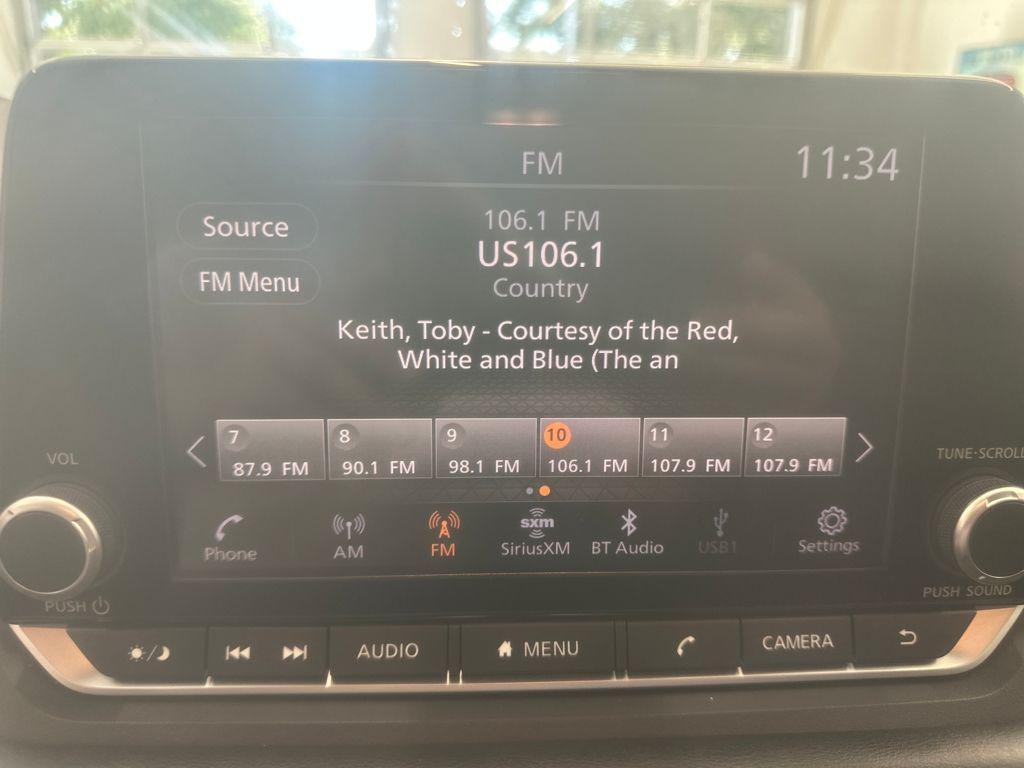 FM
11:34
Source
FM Menu
106.1 FM
US106.1
Country
Keith, Toby - Courtesy of the Red,
White and Blue (The an
7 8 9 10 11 12
87.9 FM 90.1 FM 98.1 FM 106.1 FM 107.9 FM 107.9 FM
VOL
TUNE·SCROLL
sxm
Phone AM FM SiriusXM BT Audio USB1 Settings
PUSH
PUSH SOUND
AUDIO MENU CAMERA